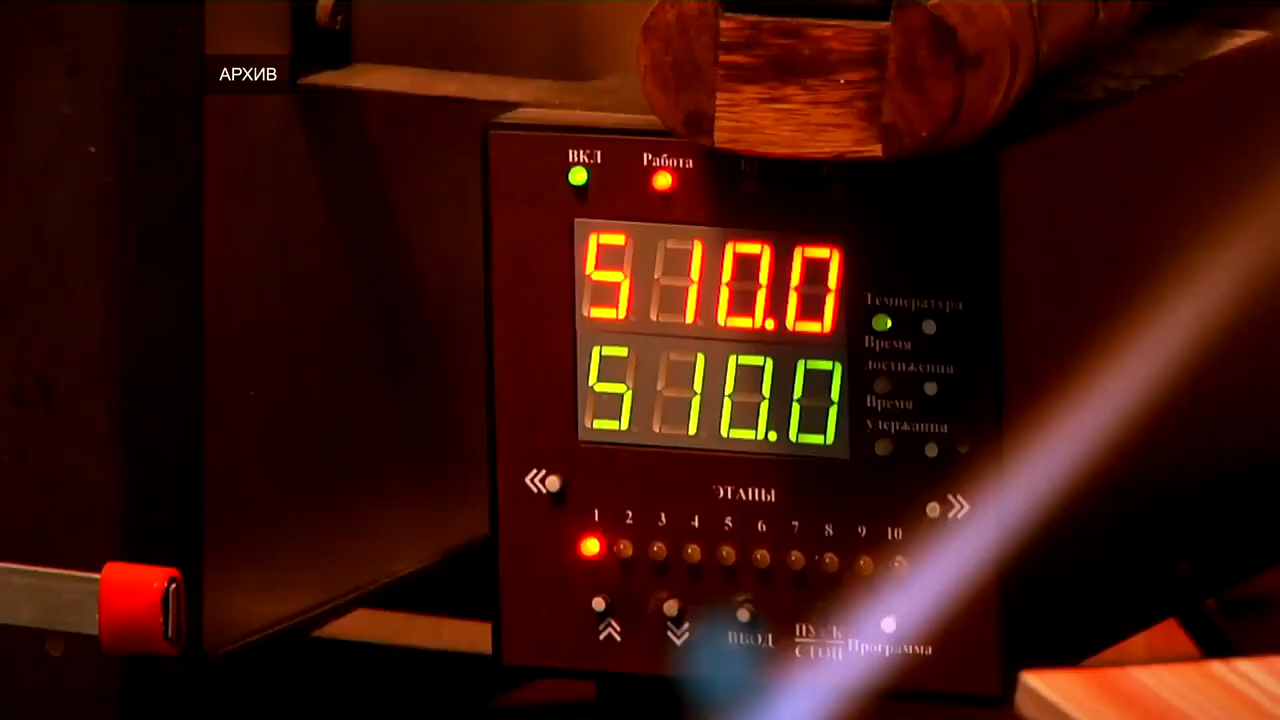 АРХИВ
ВКЛ Работа
510.0
Температура
Время
достижения
510.0
Время
удержания
ЭТАПЫ
1 2 3 4 5 6 7 8 9 10
ВВОД ПУСК
СТОП Программа